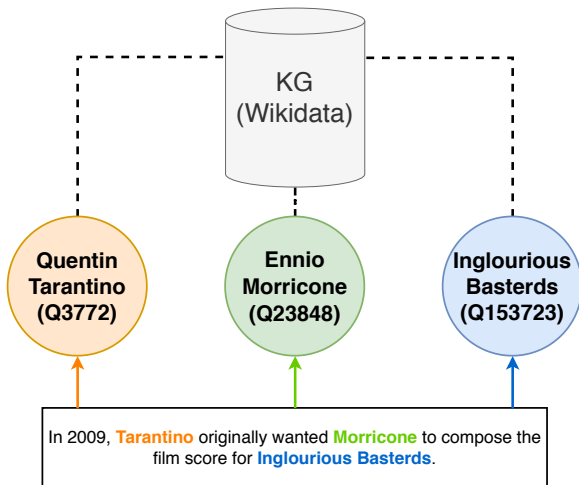 KG
(Wikidata)
Quentin
Tarantino
(Q3772)
Ennio
Morricone
(Q23848)
Inglourious
Basterds
(Q153723)
In 2009, Tarantino originally wanted Morricone to compose the
film score for Inglourious Basterds.